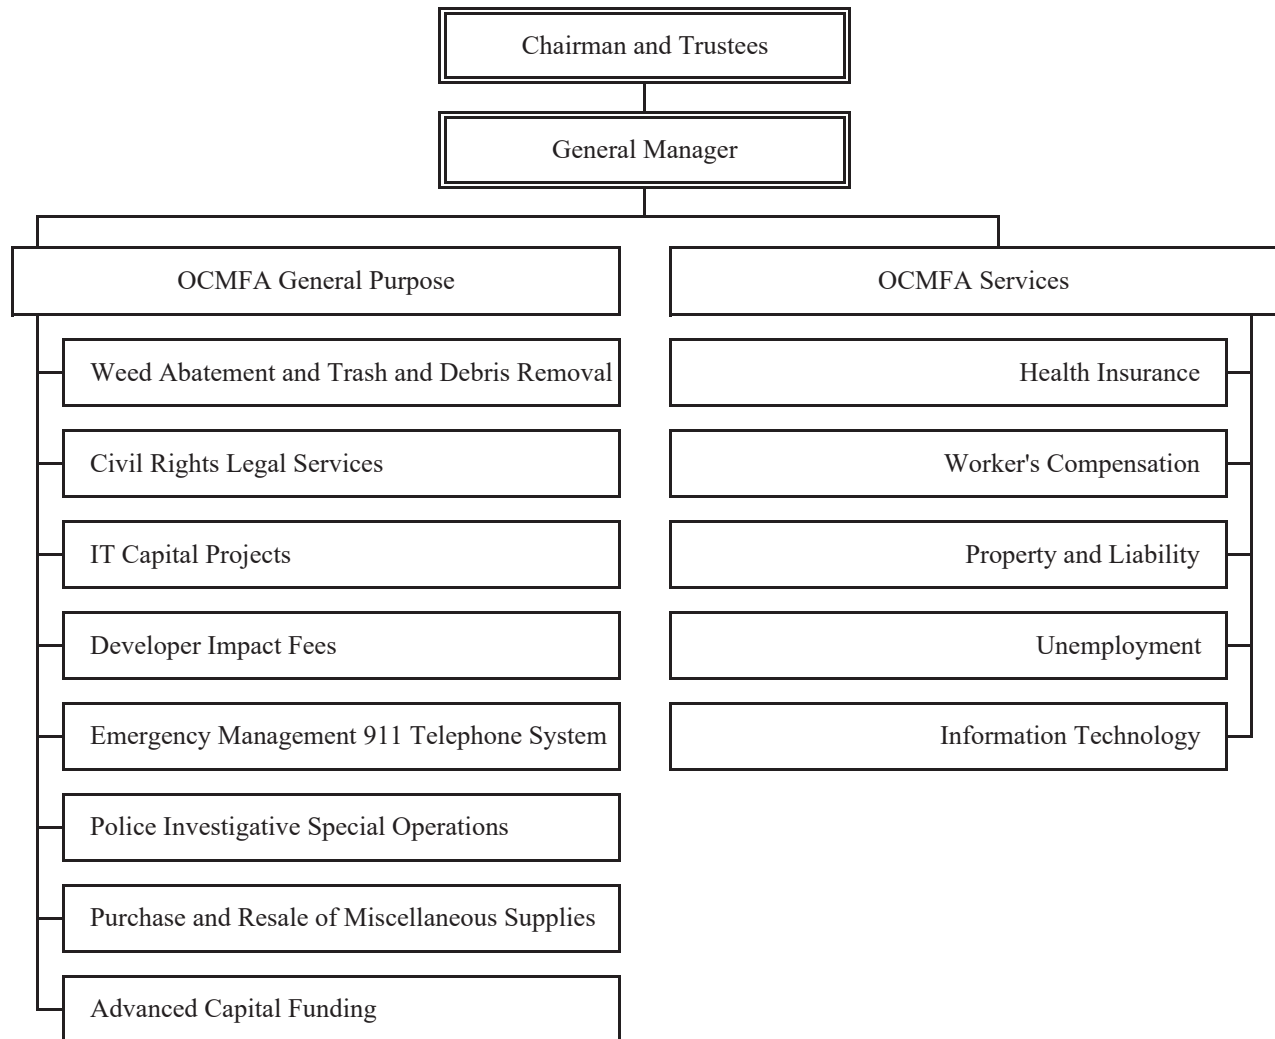 Chairman and Trustees
General Manager
OCMFA General Purpose
Weed Abatement and Trash and Debris Removal
Civil Rights Legal Services
IT Capital Projects
Developer Impact Fees
Emergency Management 911 Telephone System
Police Investigative Special Operations
Purchase and Resale of Miscellaneous Supplies
Advanced Capital Funding
OCMFA Services
Health Insurance
Worker's Compensation
Property and Liability
Unemployment
Information Technology